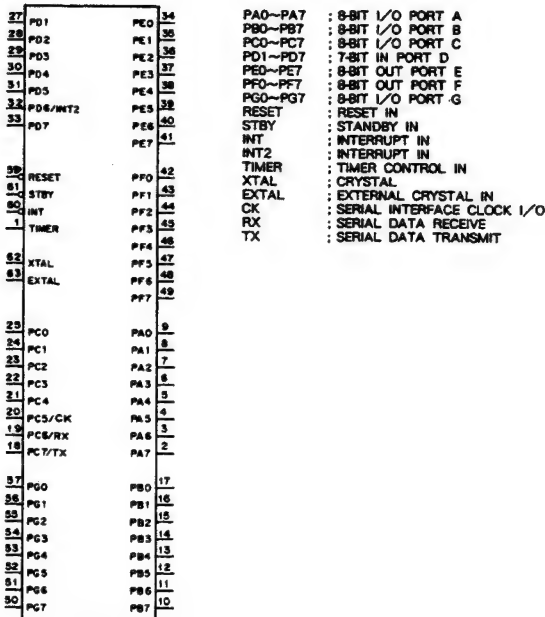 27 PD1 PE0 34
28 PD2 PE1 35
29 PD3 PE2 36
30 PD4 PE3 37
31 PD5 PE4 38
32 PD6/INT2 PE5 39
33 PD7 PE6 40
PE7 41
59 RESET PF0 42
61 STBY PF1 43
60 INT PF2 44
1 TIMER PF3 45
PF4 46
62 XTAL PF5 47
63 EXTAL PF6 48
PF7 49
25 PC0 PA0 9
24 PC1 PA1 8
23 PC2 PA2 7
22 PC3 PA3 6
21 PC4 PA4 5
20 PC5/CK PA5 4
19 PC6/RX PA6 3
18 PC7/TX PA7 2
57 PG0 PB0 17
56 PG1 PB1 16
55 PG2 PB2 15
54 PG3 PB3 14
53 PG4 PB4 13
52 PG5 PB5 12
51 PG6 PB6 11
50 PG7 PB7 10
PA0~PA7 : 8-BIT I/O PORT A
PB0~PB7 : 8-BIT I/O PORT B
PC0~PC7 : 8-BIT I/O PORT C
PD1~PD7 : 7-BIT IN PORT D
PE0~PE7 : 8-BIT OUT PORT E
PF0~PF7 : 8-BIT OUT PORT F
PG0~PG7 : 8-BIT I/O PORT G
RESET : RESET IN
STBY : STANDBY IN
INT : INTERRUPT IN
INT2 : INTERRUPT IN
TIMER : TIMER CONTROL IN
XTAL : CRYSTAL
EXTAL : EXTERNAL CRYSTAL IN
CK : SERIAL INTERFACE CLOCK I/O
RX : SERIAL DATA RECEIVE
TX : SERIAL DATA TRANSMIT